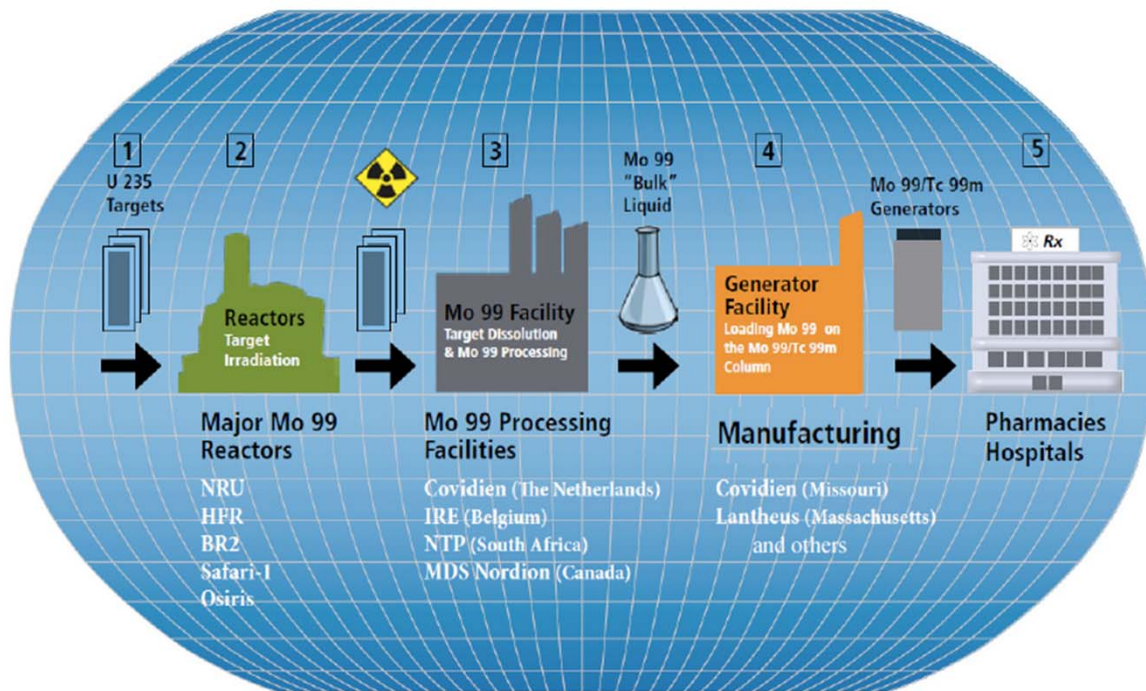 1
U 235
Targets
2
Reactors
Target
Irradiation
Major Mo 99
Reactors
NRU
HFR
BR2
Safari-I
Osiris
3
Mo 99 Facility
Target Dissolution
& Mo 99 Processing
Mo 99 Processing
Facilities
Covidien (The Netherlands)
IRE (Belgium)
NTP (South Africa)
MDS Nordion (Canada)
Mo 99
"Bulk"
Liquid
4
Generator
Facility
Loading Mo 99 on
the Mo 99/Tc 99m
Column
Manufacturing
Covidien (Missouri)
Lantheus (Massachusetts)
and others
Mo 99/Tc 99m
Generators
5
Rx
Pharmacies
Hospitals